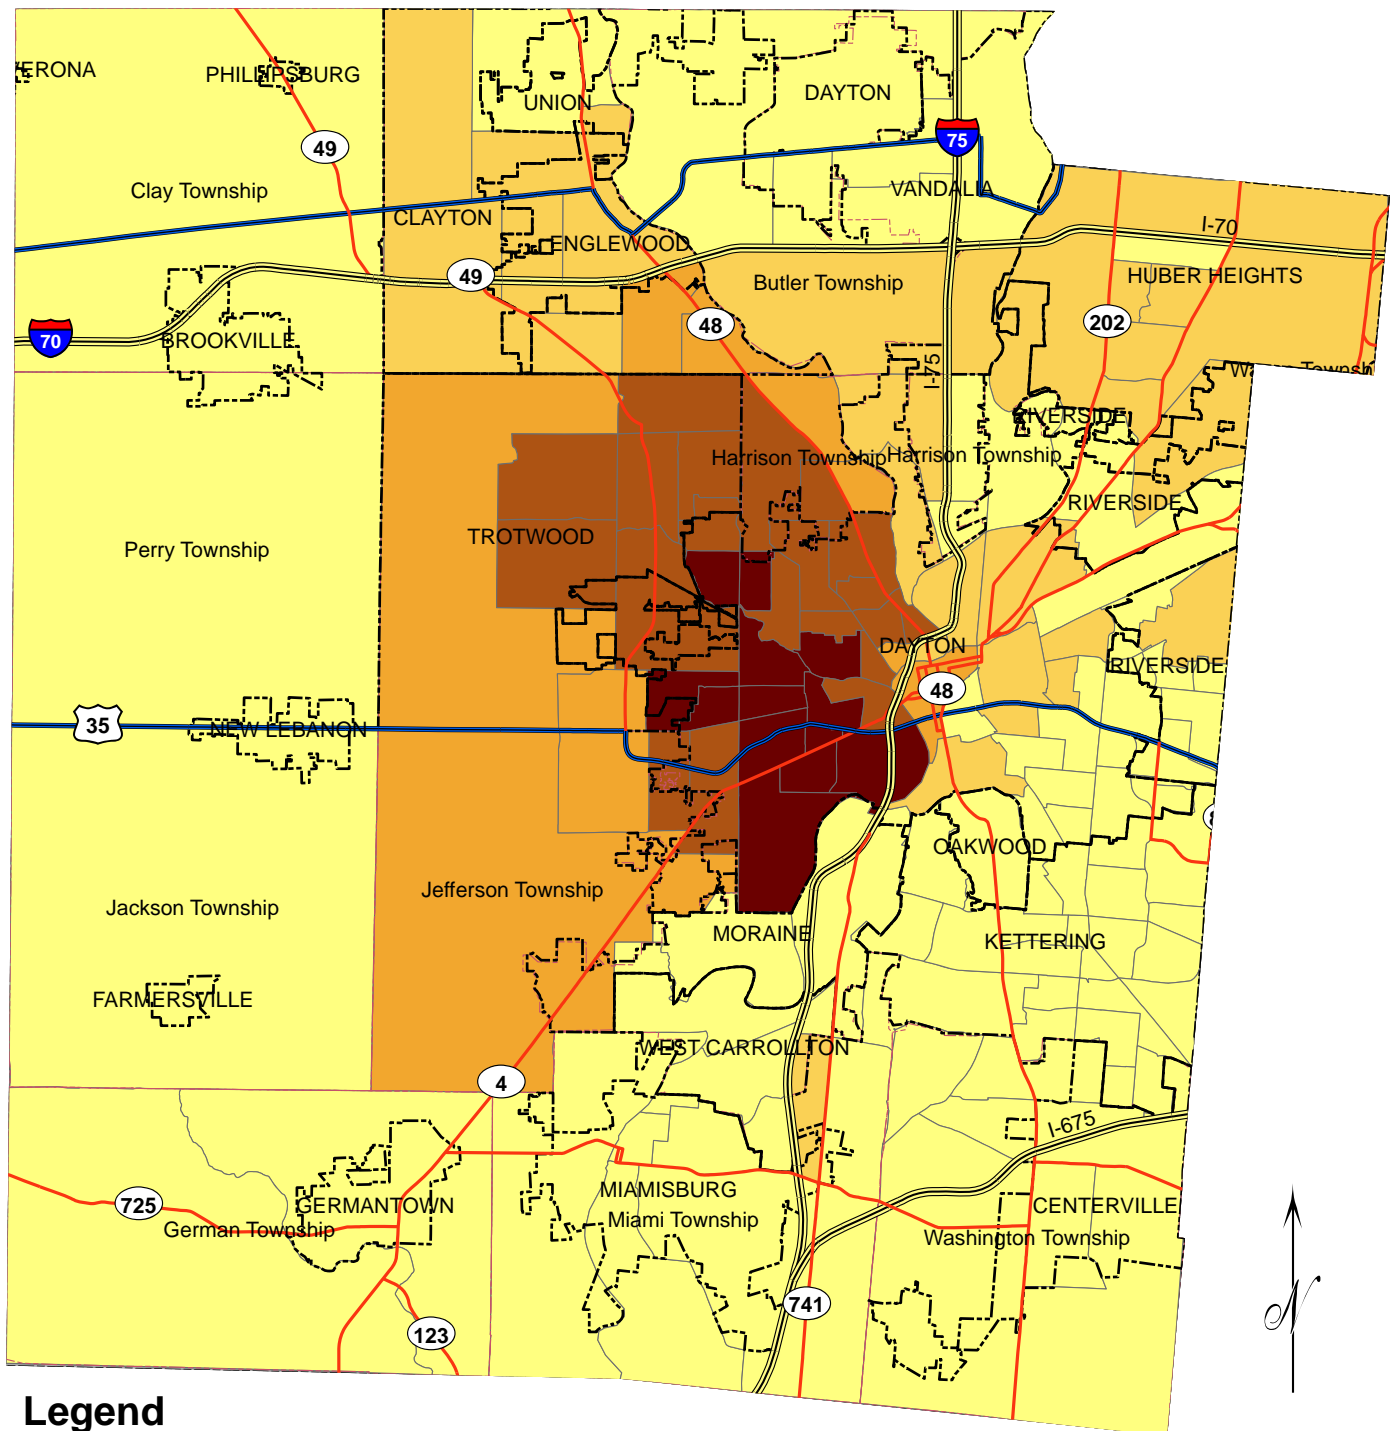 VERONA
PHILLIPSBURG
UNION
DAYTON
75
49
Clay Township
VANDALIA
CLAYTON
I-70
ENGLEWOOD
49
Butler Township
HUBER HEIGHTS
48
202
70
BROOKVILLE
I-75
RIVERSIDE
Harrison Township
Harrison Township
RIVERSIDE
TROTWOOD
Perry Township
DAYTON
RIVERSIDE
48
35
NEW LEBANON
OAKWOOD
Jefferson Township
Jackson Township
MORAINE
KETTERING
FARMERSVILLE
WEST CARROLLTON
4
I-675
MIAMISBURG
725
GERMANTOWN
CENTERVILLE
Miami Township
German Township
Washington Township
741
N
123
Legend